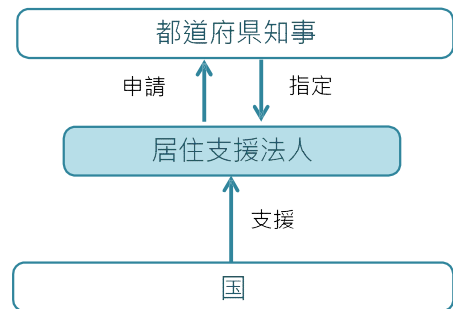 都道府県知事
申請
指定
居住支援法人
支援
国